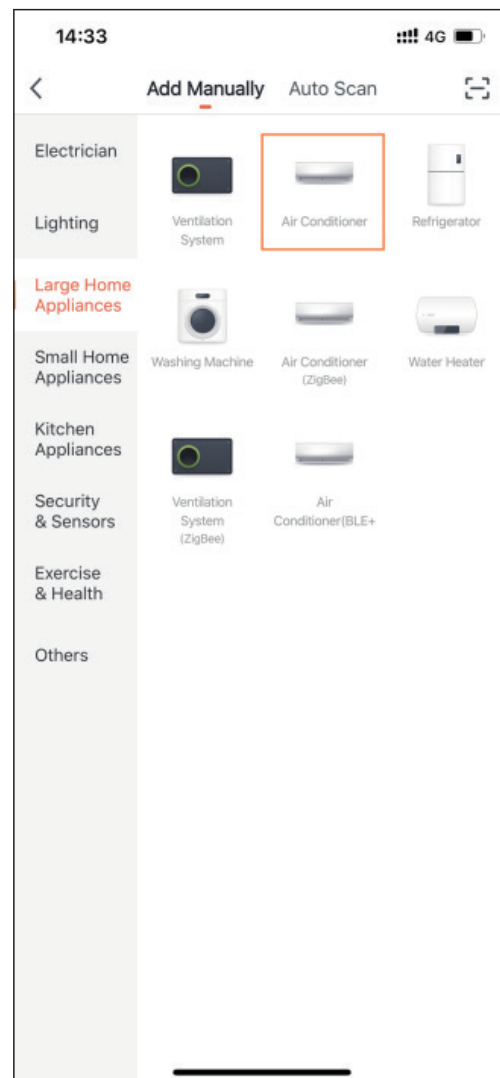 14:33
4G
Add Manually
Auto Scan
Electrician
Lighting
Large Home
Appliances
Small Home
Appliances
Kitchen
Appliances
Security
& Sensors
Exercise
& Health
Others
Ventilation
System
Air Conditioner
Refrigerator
Washing Machine
Air Conditioner
(ZigBee)
Water Heater
Ventilation
System
(ZigBee)
Air
Conditioner(BLE+